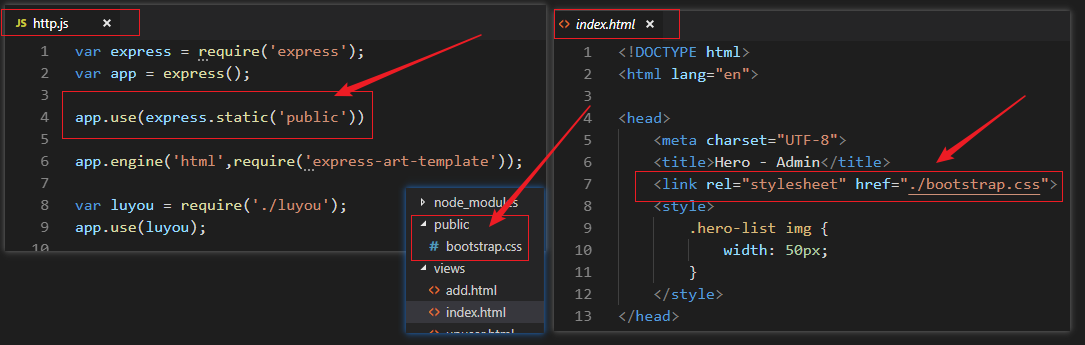 JS http.js ×
1 var express = require('express');
2 var app = express();
3
4 app.use(express.static('public'))
5
6 app.engine('html',require('express-art-template'));
7
8 var luyou = require('./luyou');
9 app.use(luyou);
10
node_modules
public
# bootstrap.css
views
<> add.html
<> index.html
<> index.html ×
1 <!DOCTYPE html>
2 <html lang="en">
3
4 <head>
5 <meta charset="UTF-8">
6 <title>Hero - Admin</title>
7 <link rel="stylesheet" href="./bootstrap.css">
8 <style>
9 .hero-list img {
10 width: 50px;
11 }
12 </style>
13 </head>